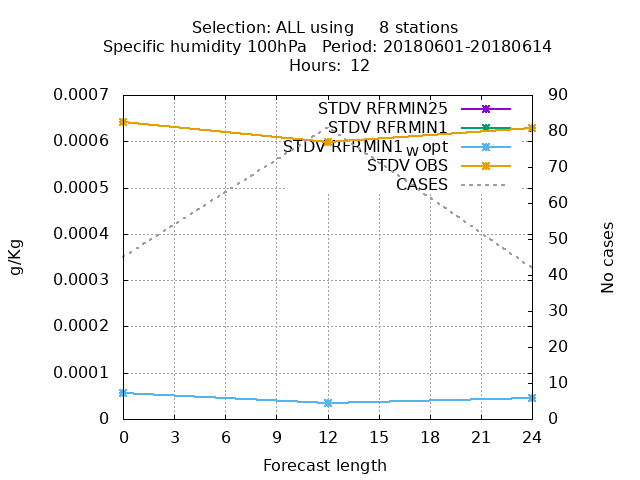 Selection: ALL using     8 stations
Specific humidity 100hPa   Period: 20180601-20180614
Hours:  12
0.0007
0.0006
0.0005
0.0004
0.0003
0.0002
0.0001
0
g/Kg
STDV RFRMIN25
STDV RFRMIN1
STDV RFRMIN1wopt
STDV OBS
CASES
90
80
70
60
50
40
30
20
10
0
No cases
0 3 6 9 12 15 18 21 24
Forecast length